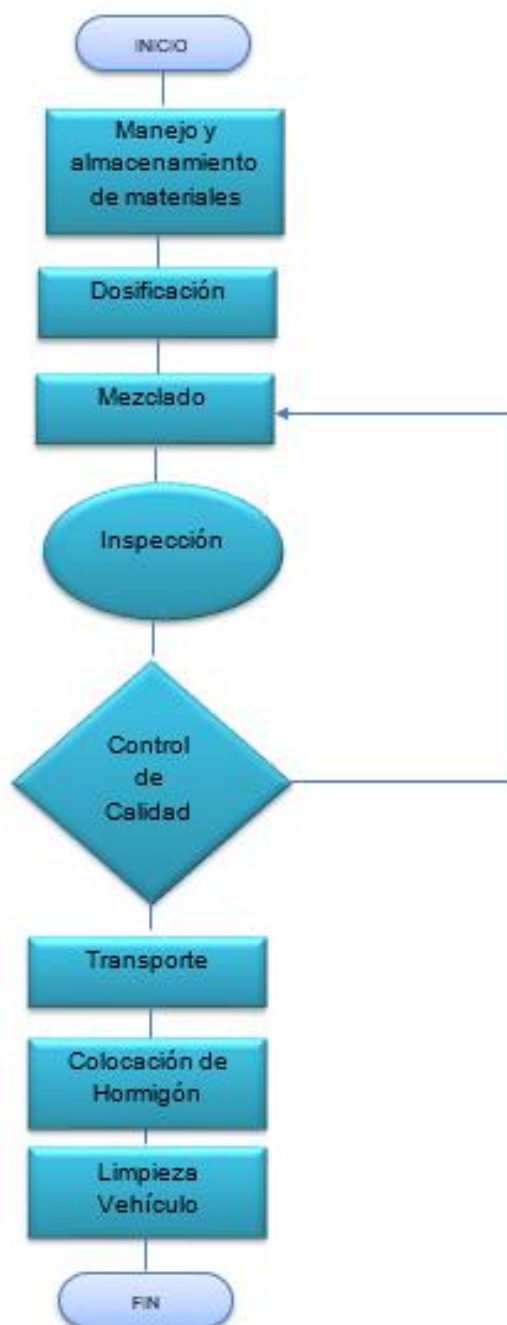 INICIO
Manejo y
almacenamiento
de materiales
Dosificación
Mezclado
Inspección
Control
de
Calidad
Transporte
Colocación de
Hormigón
Limpieza
Vehículo
FIN